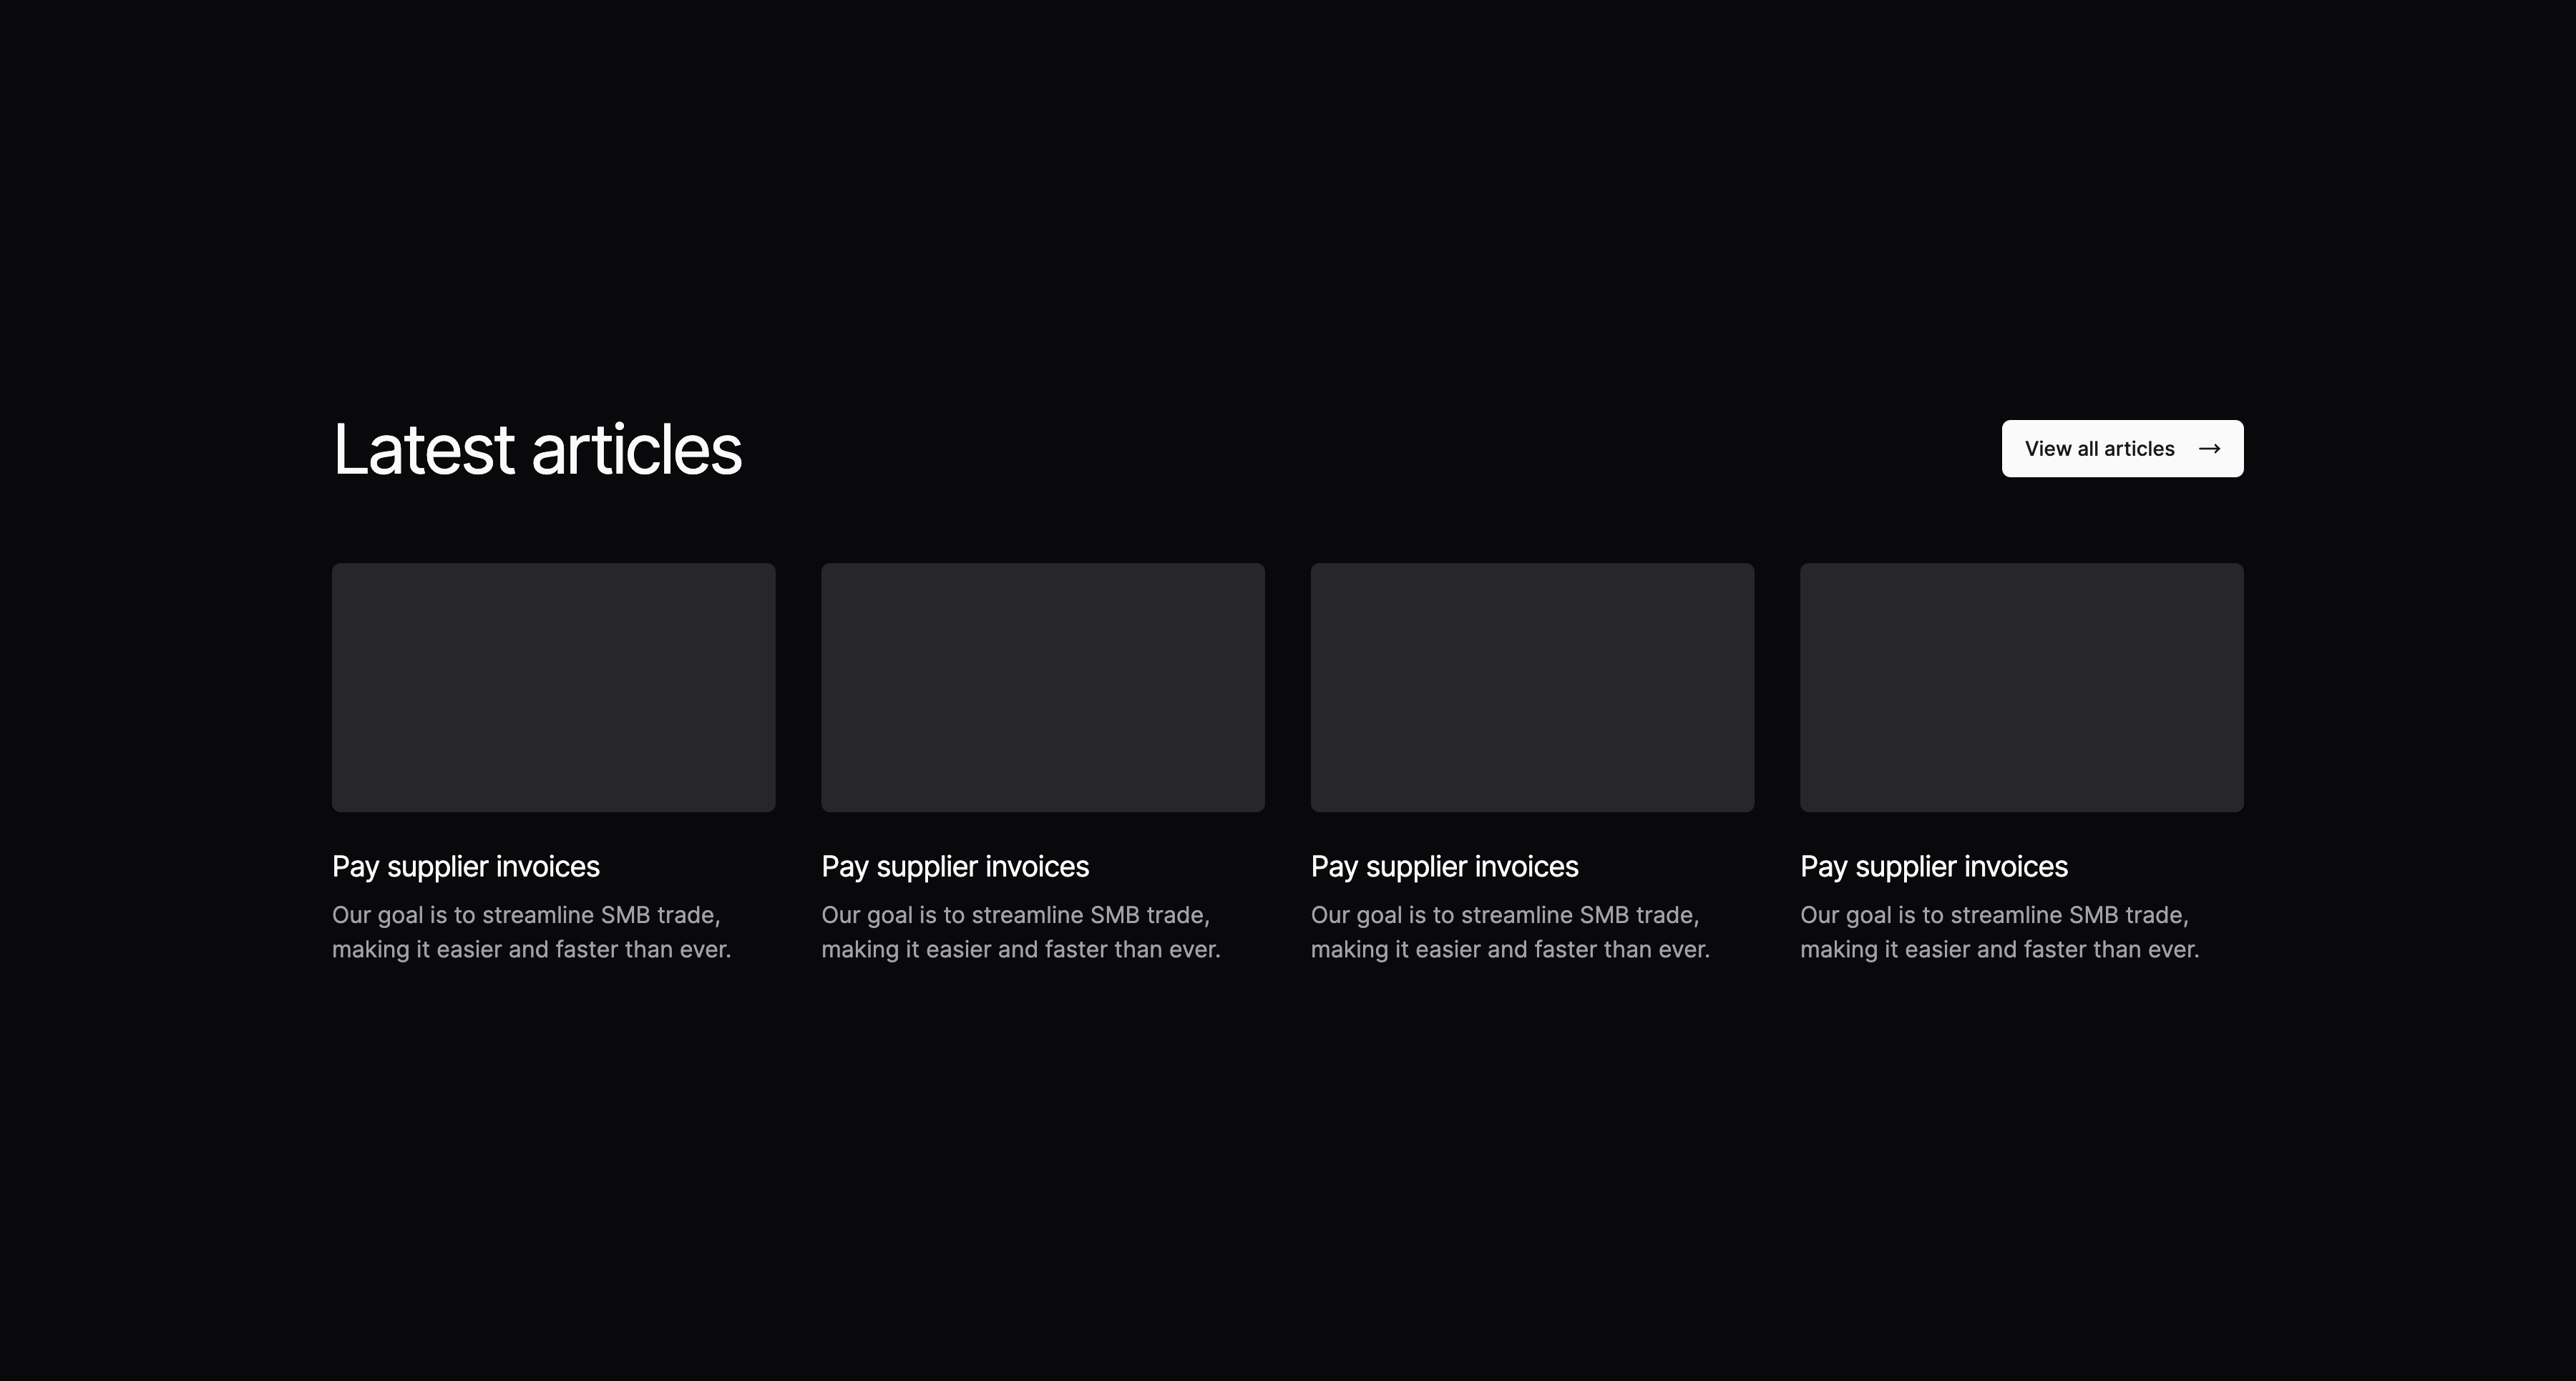 Latest articles
View all articles →
Pay supplier invoices
Our goal is to streamline SMB trade,
making it easier and faster than ever.
Pay supplier invoices
Our goal is to streamline SMB trade,
making it easier and faster than ever.
Pay supplier invoices
Our goal is to streamline SMB trade,
making it easier and faster than ever.
Pay supplier invoices
Our goal is to streamline SMB trade,
making it easier and faster than ever.